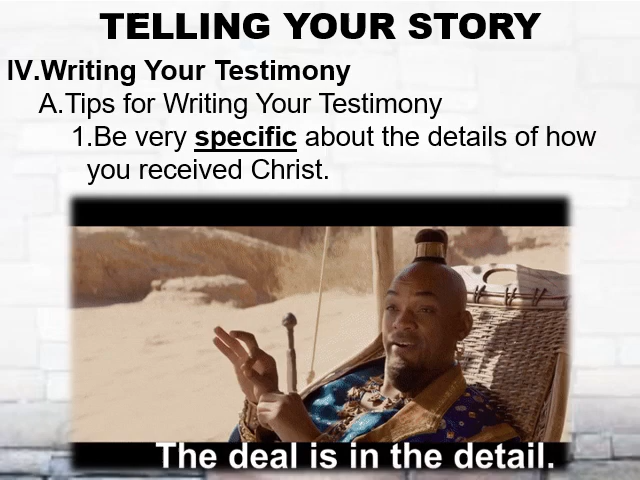 TELLING YOUR STORY
IV.Writing Your Testimony
A.Tips for Writing Your Testimony
1.Be very specific about the details of how
you received Christ.
The deal is in the detail.